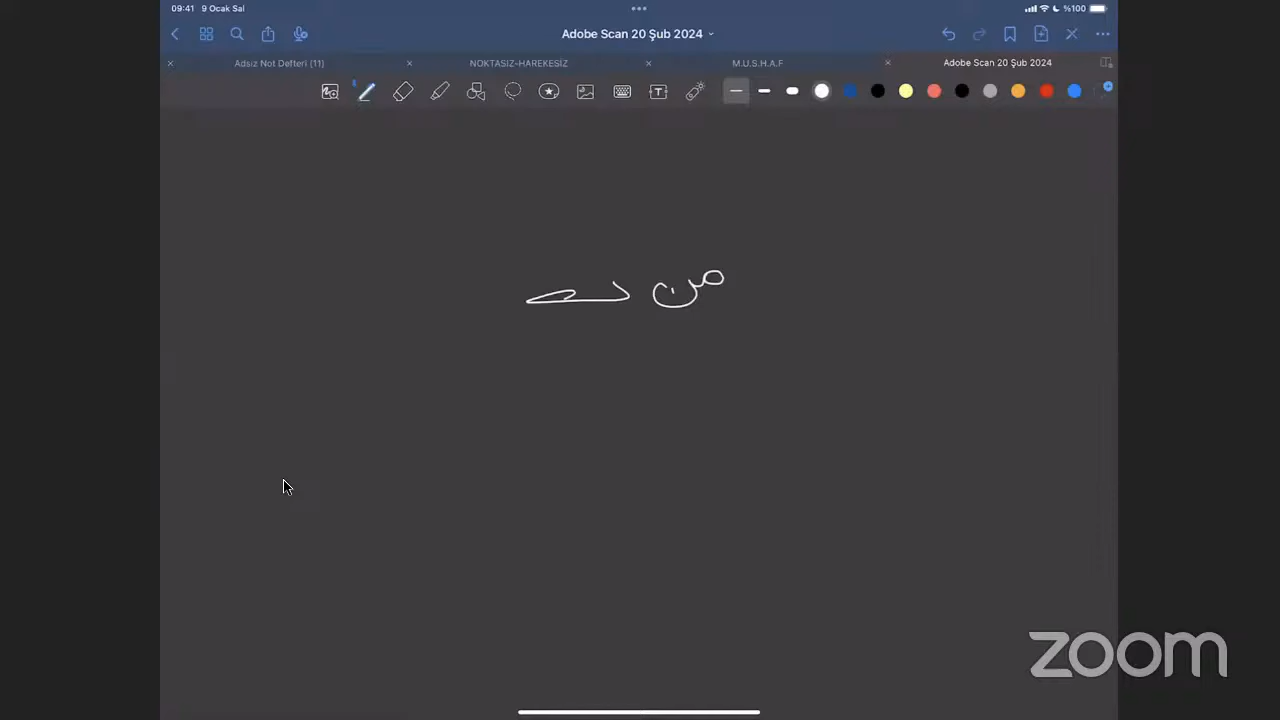 09:41 9 Ocak Sal
%100
Adobe Scan 20 Şub 2024
Adsız Not Defteri (11)
NOKTASIZ-HAREKESİZ
M.U.S.H.A.F
Adobe Scan 20 Şub 2024
من
zoom